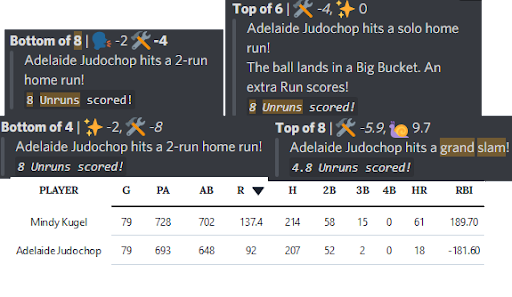 Bottom of 8 | 🗣️ -2 🛠️ -4
Adelaide Judochop hits a 2-run
home run!
8 Unruns scored!
Top of 6 | 🛠️ -4, ✨ 0
Adelaide Judochop hits a solo home
run!
The ball lands in a Big Bucket. An
extra Run scores!
8 Unruns scored!
Bottom of 4 | ✨ -2, 🛠️ -8
Adelaide Judochop hits a 2-run home run!
8 Unruns scored!
Top of 8 | 🛠️ -5.9, 🐌 9.7
Adelaide Judochop hits a grand slam!
4.8 Unruns scored!
PLAYER G PA AB R ▼ H 2B 3B 4B HR RBI
Mindy Kugel 79 728 702 137.4 214 58 15 0 61 189.70
Adelaide Judochop 79 693 648 92 207 52 2 0 18 -181.60